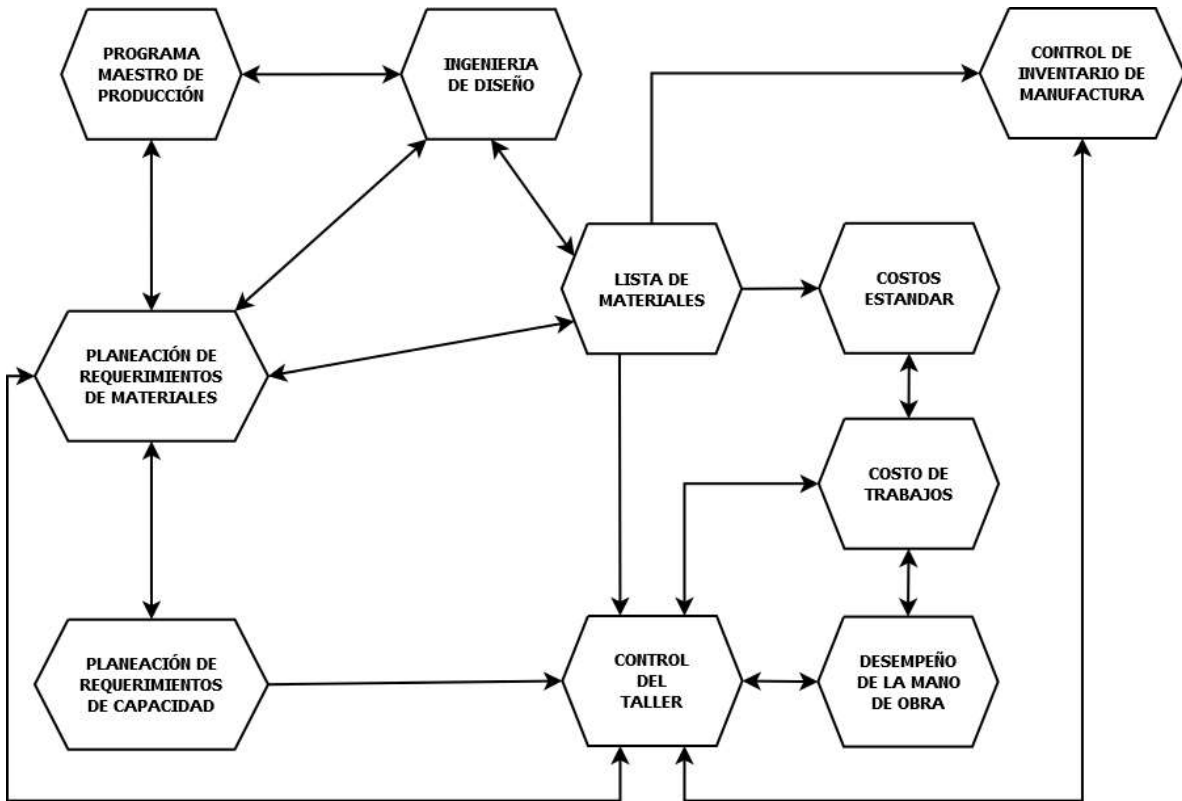 PROGRAMA
MAESTRO DE
PRODUCCIÓN
INGENIERIA
DE DISEÑO
CONTROL DE
INVENTARIO DE
MANUFACTURA
LISTA DE
MATERIALES
COSTOS
ESTANDAR
PLANEACIÓN DE
REQUERIMIENTOS
DE MATERIALES
COSTO DE
TRABAJOS
PLANEACIÓN DE
REQUERIMIENTOS
DE CAPACIDAD
CONTROL
DEL
TALLER
DESEMPEÑO
DE LA MANO
DE OBRA